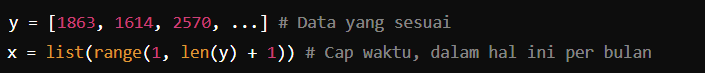 y = [1863, 1614, 2570, ...] # Data yang sesuai
x = list(range(1, len(y) + 1)) # Cap waktu, dalam hal ini per bulan